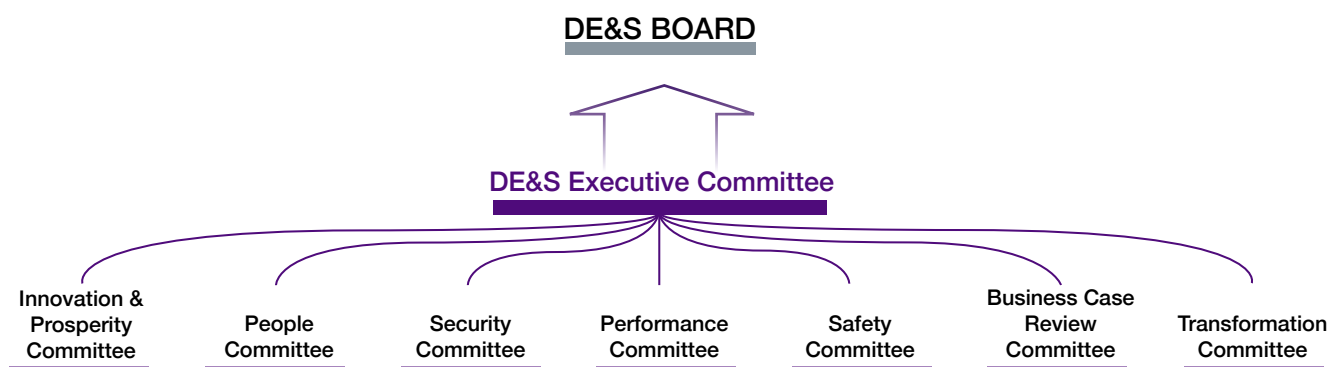 DE&S BOARD
DE&S Executive Committee
Innovation &
Prosperity
Committee
People
Committee
Security
Committee
Performance
Committee
Safety
Committee
Business Case
Review
Committee
Transformation
Committee